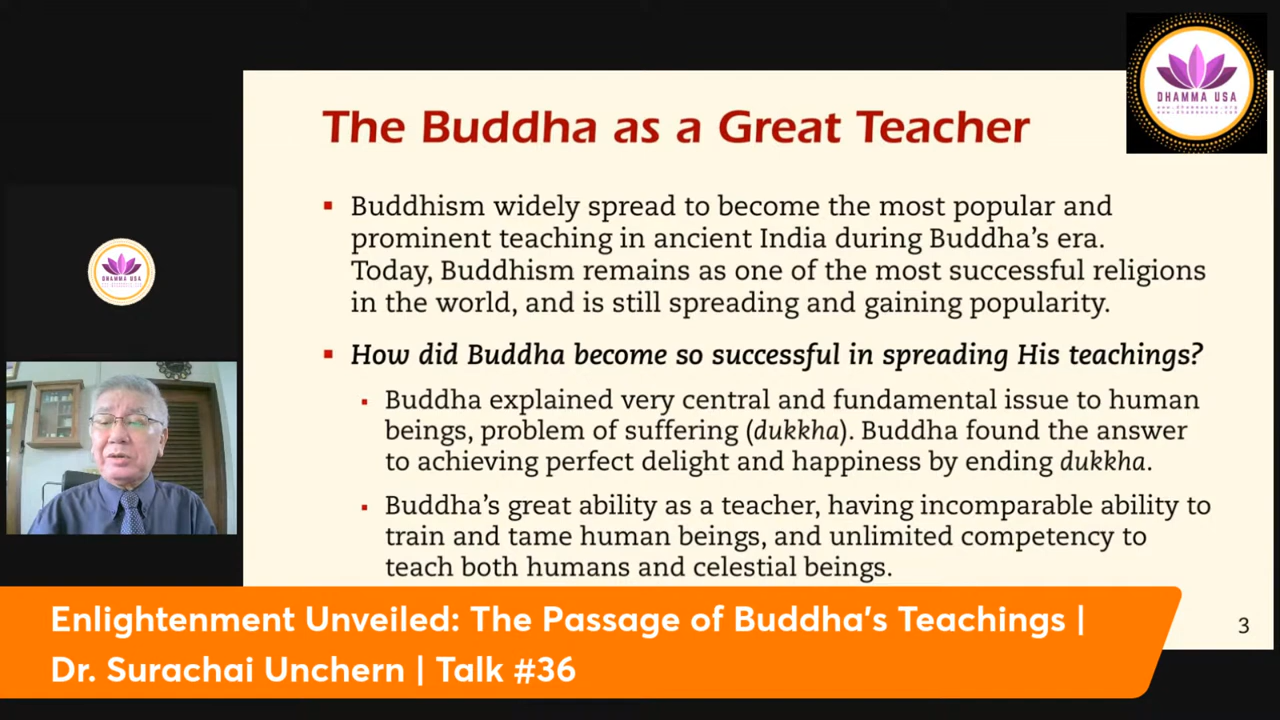 DHAMMA USA
The Buddha as a Great Teacher
▪ Buddhism widely spread to become the most popular and
prominent teaching in ancient India during Buddha's era.
Today, Buddhism remains as one of the most successful religions
in the world, and is still spreading and gaining popularity.
▪ How did Buddha become so successful in spreading His teachings?
▪ Buddha explained very central and fundamental issue to human
beings, problem of suffering (dukkha). Buddha found the answer
to achieving perfect delight and happiness by ending dukkha.
▪ Buddha's great ability as a teacher, having incomparable ability to
train and tame human beings, and unlimited competency to
teach both humans and celestial beings.
DHAMMA USA
Enlightenment Unveiled: The Passage of Buddha's Teachings |
Dr. Surachai Unchern | Talk #36
3